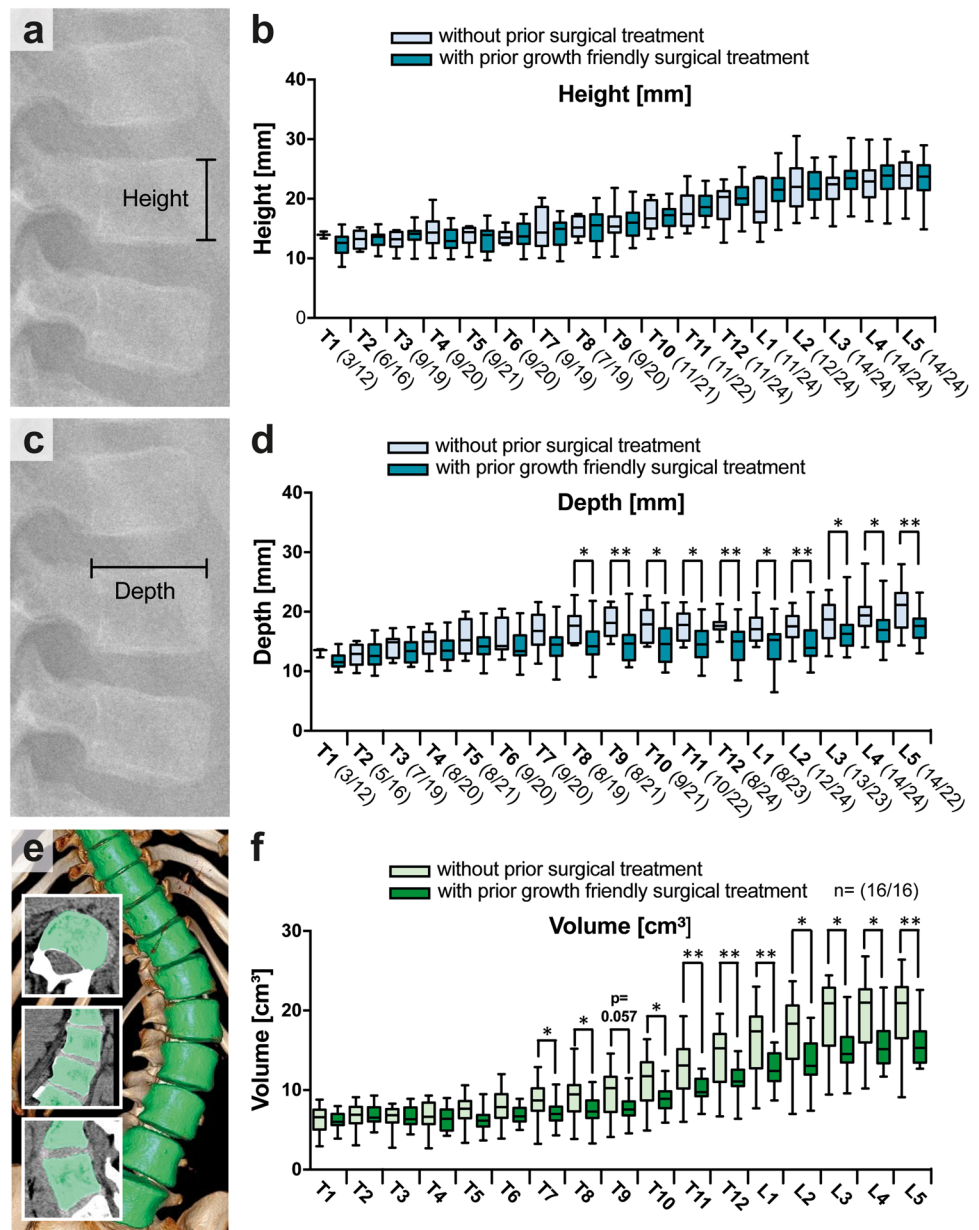 a
Height
b
without prior surgical treatment
with prior growth friendly surgical treatment
Height [mm]
Height [mm]
40
30
20
10
0
T1 (3/12)
T2 (6/16)
T3 (9/19)
T4 (9/20)
T5 (9/21)
T6 (9/20)
T7 (9/19)
T8 (7/19)
T9 (9/20)
T10 (11/21)
T11 (11/22)
T12 (11/24)
L1 (11/24)
L2 (12/24)
L3 (14/24)
L4 (14/24)
L5 (14/24)
c
Depth
d
without prior surgical treatment
with prior growth friendly surgical treatment
Depth [mm]
Depth [mm]
40
30
20
10
0
* ** * * ** * ** * * **
T1 (3/12)
T2 (5/16)
T3 (7/19)
T4 (8/20)
T5 (8/21)
T6 (9/20)
T7 (9/20)
T8 (8/19)
T9 (8/21)
T10 (9/21)
T11 (10/22)
T12 (8/24)
L1 (8/23)
L2 (12/24)
L3 (13/23)
L4 (14/24)
L5 (14/22)
e
f
without prior surgical treatment
with prior growth friendly surgical treatment n= (16/16)
Volume [cm³]
Volume [cm³]
30
20
10
0
* * p=
0.057
* ** ** ** * * * **
T1
T2
T3
T4
T5
T6
T7
T8
T9
T10
T11
T12
L1
L2
L3
L4
L5